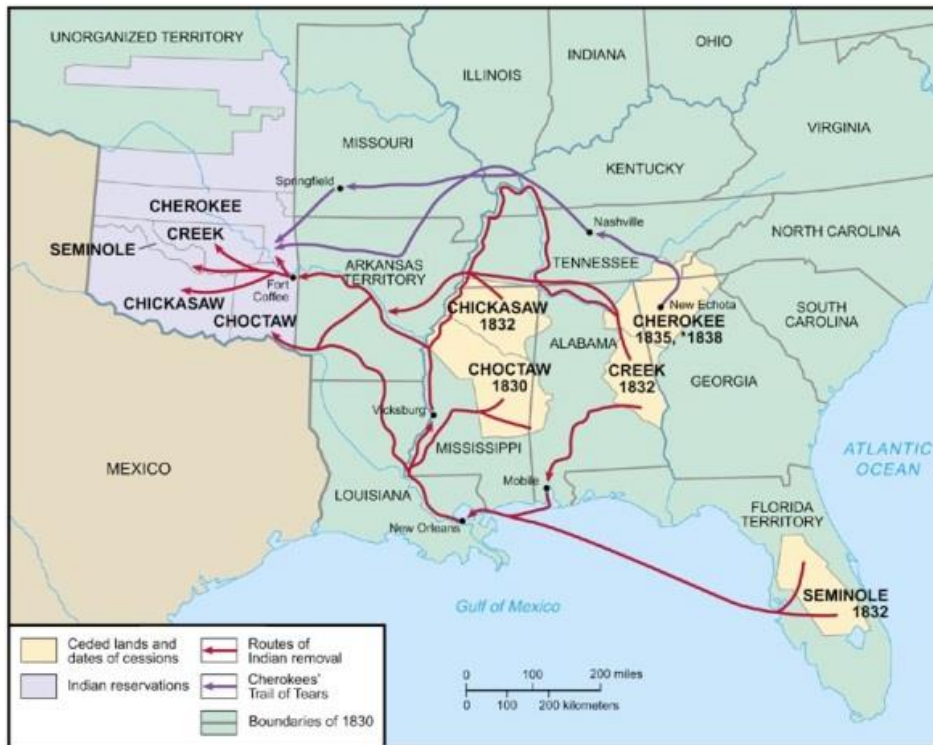 UNORGANIZED TERRITORY
ILLINOIS
INDIANA
OHIO
MISSOURI
VIRGINIA
KENTUCKY
Springfield
CHEROKEE
CREEK
SEMINOLE
Nashville
NORTH CAROLINA
ARKANSAS
TERRITORY
TENNESSEE
Fort
Coffee
CHICKASAW
CHOCTAW
CHICKASAW
1832
New Echota
CHEROKEE
1835, *1838
SOUTH
CAROLINA
ALABAMA
CHOCTAW
1830
CREEK
1832
GEORGIA
Vicksburg
MISSISSIPPI
MEXICO
ATLANTIC
OCEAN
LOUISIANA
Mobile
New Orleans
FLORIDA
TERRITORY
SEMINOLE
1832
Gulf of Mexico
Ceded lands and
dates of cessions
Routes of
Indian removal
Indian reservations
Cherokees'
Trail of Tears
Boundaries of 1830
0 100 200 miles
0 100 200 kilometers